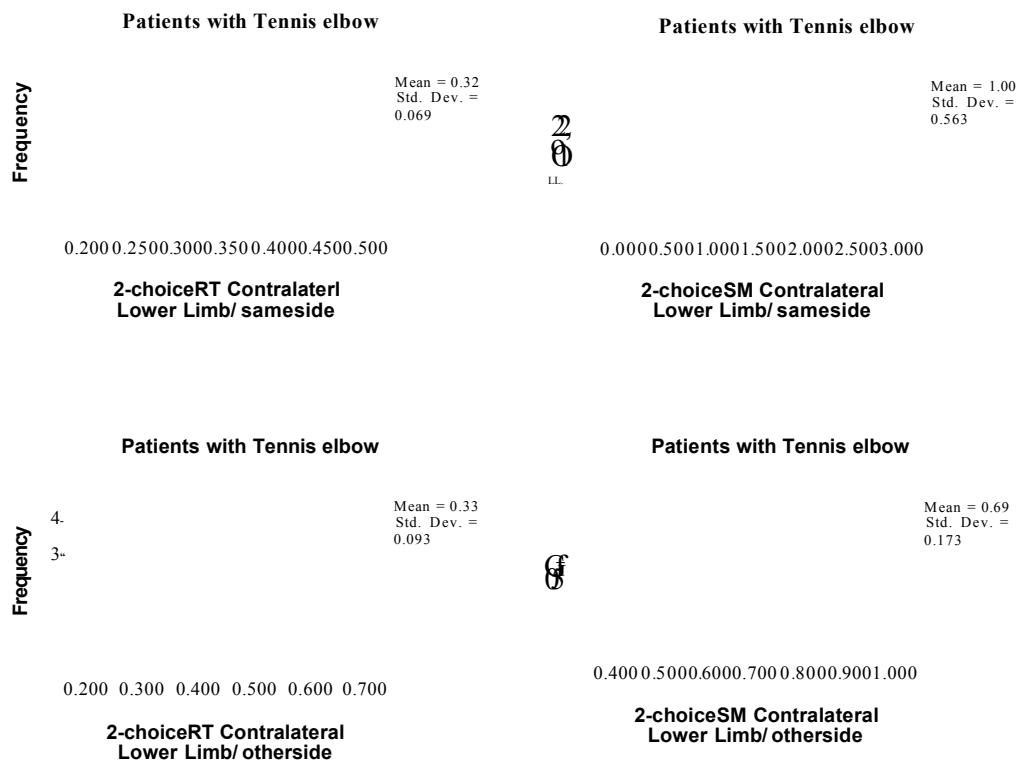 Patients with Tennis elbow
Mean = 0.32
Std. Dev. =
0.069
Frequency
0.200 0.250 0.300 0.350 0.400 0.450 0.500
2-choiceRT Contralaterl
Lower Limb/ sameside
Patients with Tennis elbow
Mean = 1.00
Std. Dev. =
0.563
LL.
0.000 0.500 1.000 1.500 2.000 2.500 3.000
2-choiceSM Contralateral
Lower Limb/ sameside
Patients with Tennis elbow
Mean = 0.33
Std. Dev. =
0.093
4
3
Frequency
0.200 0.300 0.400 0.500 0.600 0.700
2-choiceRT Contralateral
Lower Limb/ otherside
Patients with Tennis elbow
Mean = 0.69
Std. Dev. =
0.173
0.400 0.500 0.600 0.700 0.800 0.900 1.000
2-choiceSM Contralateral
Lower Limb/ otherside